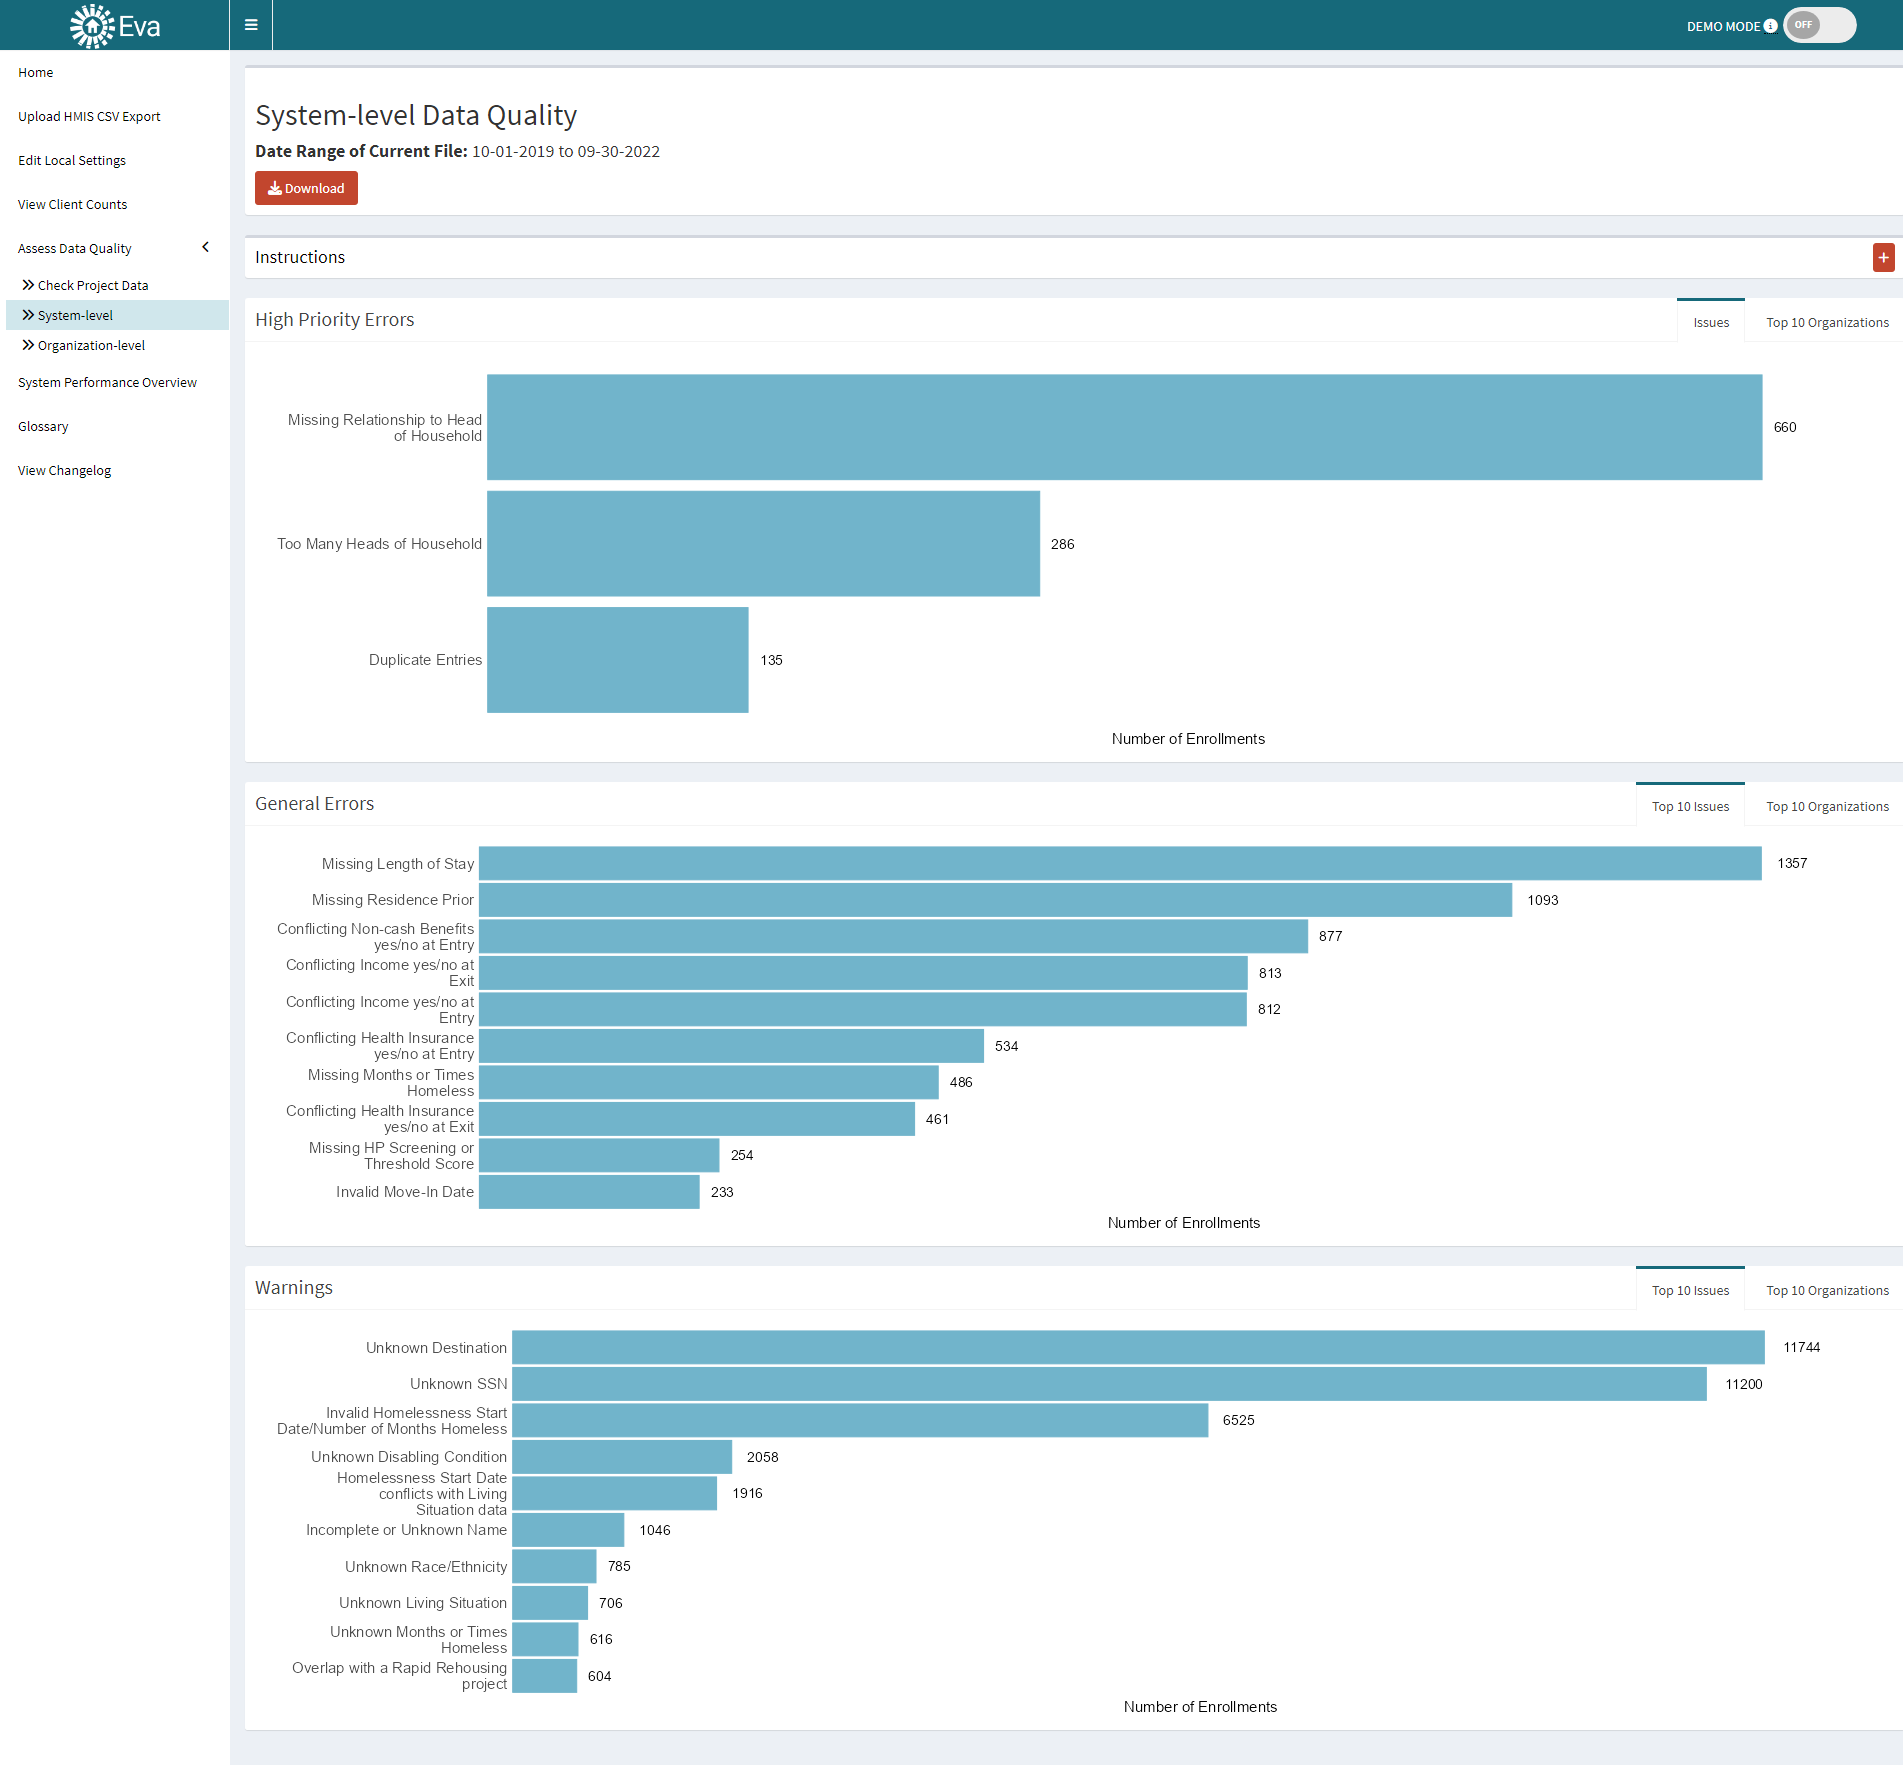 Eva
DEMO MODE
OFF
Home
Upload HMIS CSV Export
Edit Local Settings
View Client Counts
Assess Data Quality
Check Project Data
System-level
Organization-level
System Performance Overview
Glossary
View Changelog
System-level Data Quality
Date Range of Current File: 10-01-2019 to 09-30-2022
Download
Instructions
+
High Priority Errors
Issues
Top 10 Organizations
Missing Relationship to Head
of Household
660
Too Many Heads of Household
286
Duplicate Entries
135
Number of Enrollments
General Errors
Top 10 Issues
Top 10 Organizations
Missing Length of Stay
1357
Missing Residence Prior
1093
Conflicting Non-cash Benefits
yes/no at Entry
877
Conflicting Income yes/no at
Exit
813
Conflicting Income yes/no at
Entry
812
Conflicting Health Insurance
yes/no at Entry
534
Missing Months or Times
Homeless
486
Conflicting Health Insurance
yes/no at Exit
461
Missing HP Screening or
Threshold Score
254
Invalid Move-In Date
233
Number of Enrollments
Warnings
Top 10 Issues
Top 10 Organizations
Unknown Destination
11744
Unknown SSN
11200
Invalid Homelessness Start
Date/Number of Months Homeless
6525
Unknown Disabling Condition
2058
Homelessness Start Date
conflicts with Living
Situation data
1916
Incomplete or Unknown Name
1046
Unknown Race/Ethnicity
785
Unknown Living Situation
706
Unknown Months or Times
Homeless
616
Overlap with a Rapid Rehousing
project
604
Number of Enrollments